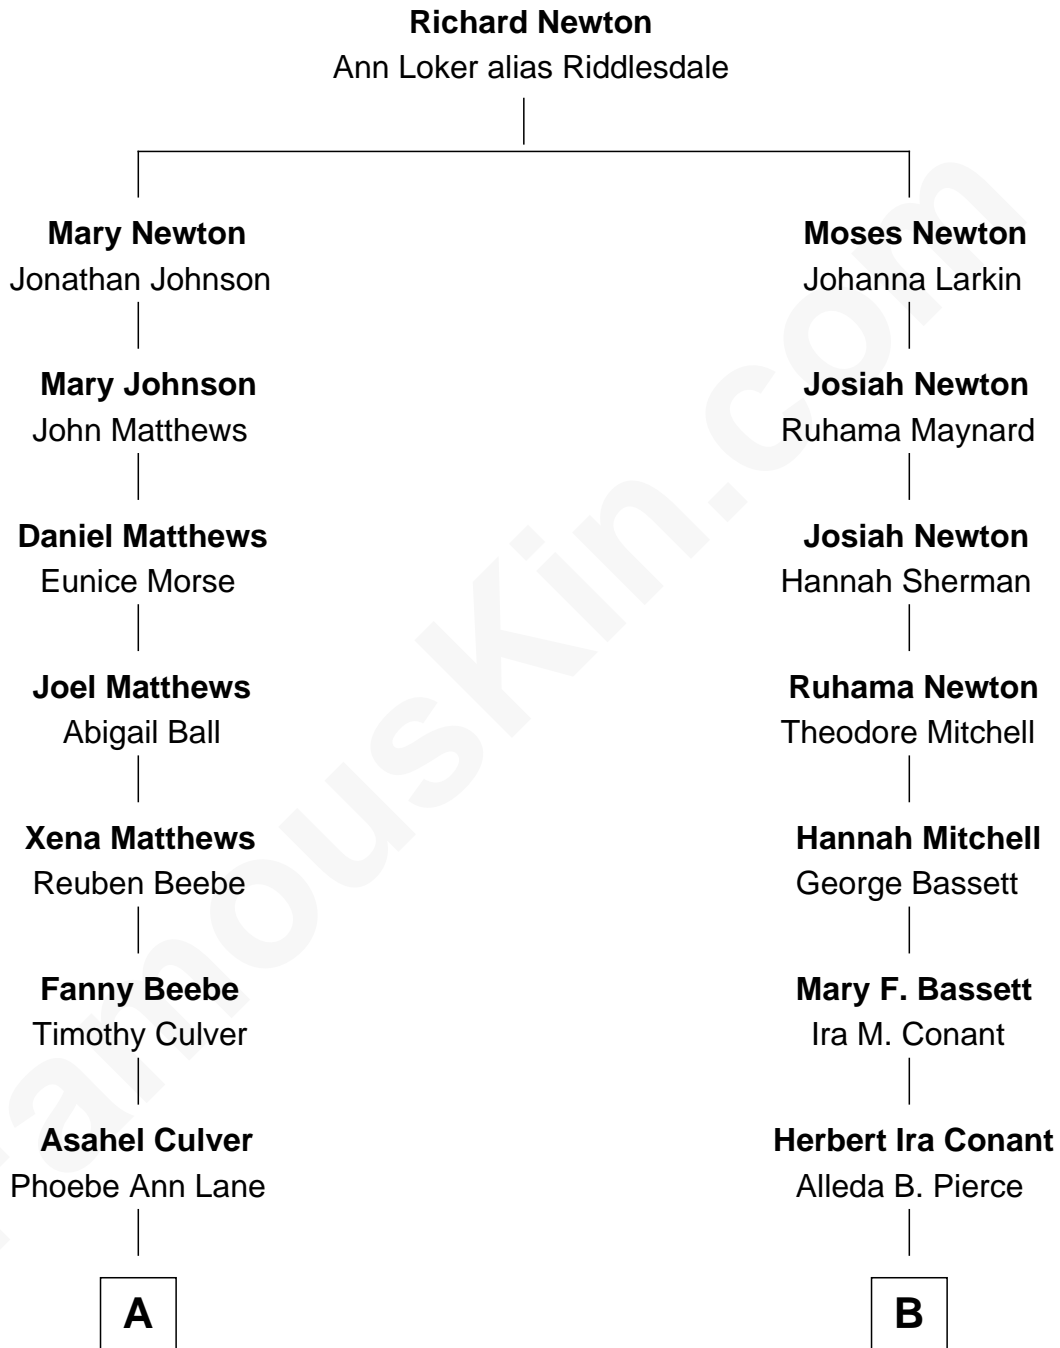 Richard Newton
Ann Loker alias Riddlesdale
Mary Newton
Jonathan Johnson
Mary Johnson
John Matthews
Daniel Matthews
Eunice Morse
Joel Matthews
Abigail Ball
Xena Matthews
Reuben Beebe
Fanny Beebe
Timothy Culver
Asahel Culver
Phoebe Ann Lane
A
Moses Newton
Johanna Larkin
Josiah Newton
Ruhama Maynard
Josiah Newton
Hannah Sherman
Ruhama Newton
Theodore Mitchell
Hannah Mitchell
George Bassett
Mary F. Bassett
Ira M. Conant
Herbert Ira Conant
Alleda B. Pierce
B
FamousKin.com